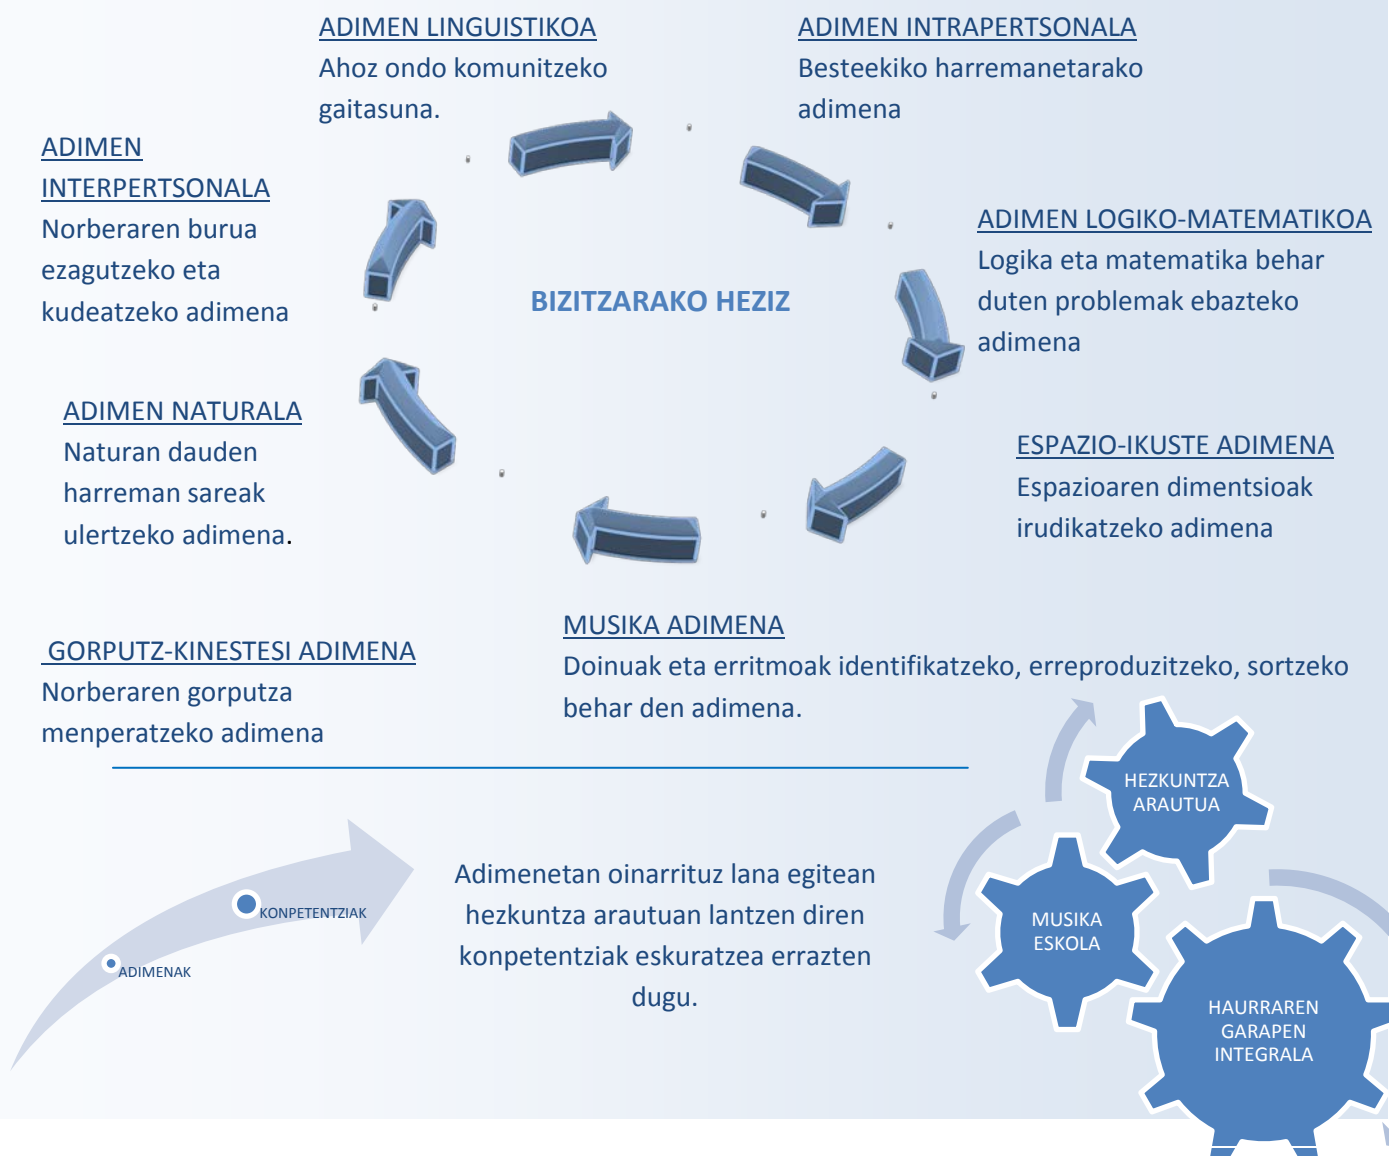 ADIMEN LINGUISTIKOA
Ahoz ondo komunitzeko
gaitasuna.
ADIMEN INTRAPERTSONALA
Besteekiko harremanetarako
adimena
ADIMEN
INTERPERTSONALA
Norberaren burua
ezagutzeko eta
kudeatzeko adimena
ADIMEN LOGIKO-MATEMATIKOA
Logika eta matematika behar
duten problemak ebazteko
adimena
BIZITZARAKO HEZIZ
ADIMEN NATURALA
Naturan dauden
harreman sareak
ulertzeko adimena.
ESPAZIO-IKUSTE ADIMENA
Espazioaren dimentsioak
irudikatzeko adimena
GORPUTZ-KINESTESI ADIMENA
Norberaren gorputza
menperatzeko adimena
MUSIKA ADIMENA
Doinuak eta erritmoak identifikatzeko, erreproduzitzeko, sortzeko
behar den adimena.
ADIMENAK
KONPETENTZIAK
Adimenetan oinarrituz lana egitean
hezkuntza arautuan lantzen diren
konpetentziak eskuratzea errazten
dugu.
HEZKUNTZA
ARAUTUA
MUSIKA
ESKOLA
HAURRAREN
GARAPEN
INTEGRALA